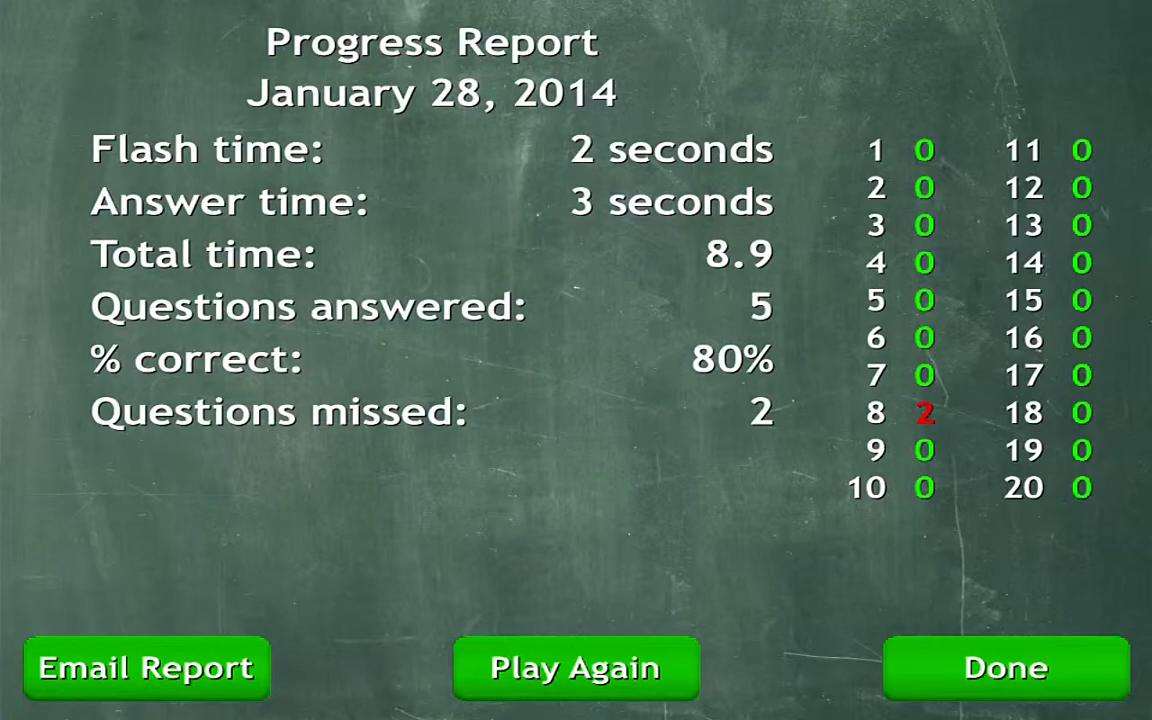 Progress Report
January 28, 2014
Flash time: 2 seconds
Answer time: 3 seconds
Total time: 8.9
Questions answered: 5
% correct: 80%
Questions missed: 2
1 0 11 0
2 0 12 0
3 0 13 0
4 0 14 0
5 0 15 0
6 0 16 0
7 0 17 0
8 2 18 0
9 0 19 0
10 0 20 0
Email Report Play Again Done